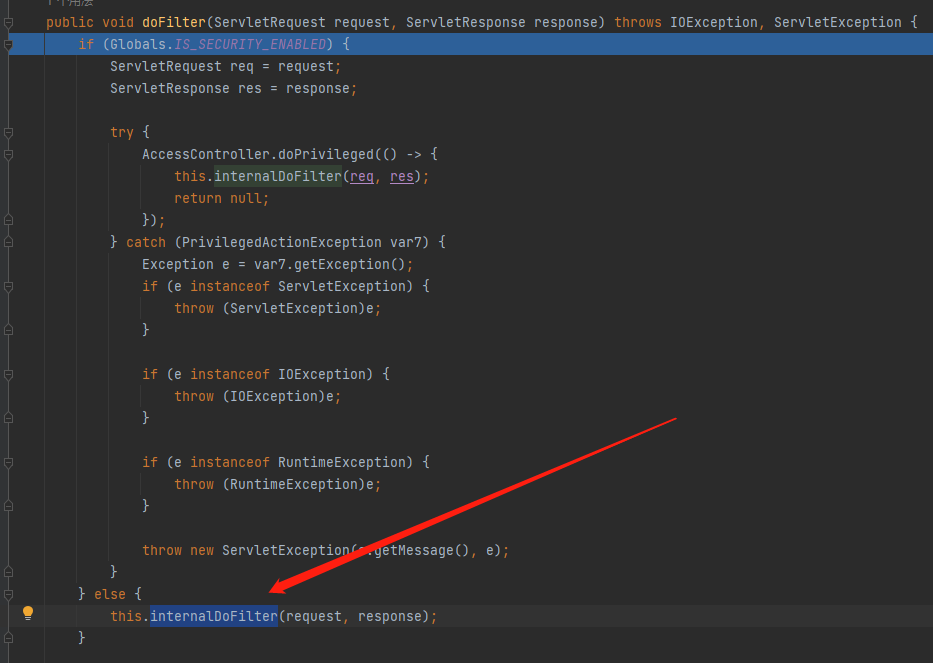 public void doFilter(ServletRequest request, ServletResponse response) throws IOException, ServletException {
if (Globals.IS_SECURITY_ENABLED) {
ServletRequest req = request;
ServletResponse res = response;
try {
AccessController.doPrivileged(() -> {
this.internalDoFilter(req, res);
return null;
});
} catch (PrivilegedActionException var7) {
Exception e = var7.getException();
if (e instanceof ServletException) {
throw (ServletException)e;
}
if (e instanceof IOException) {
throw (IOException)e;
}
if (e instanceof RuntimeException) {
throw (RuntimeException)e;
}
throw new ServletException(e.getMessage(), e);
}
} else {
this.internalDoFilter(request, response);
}